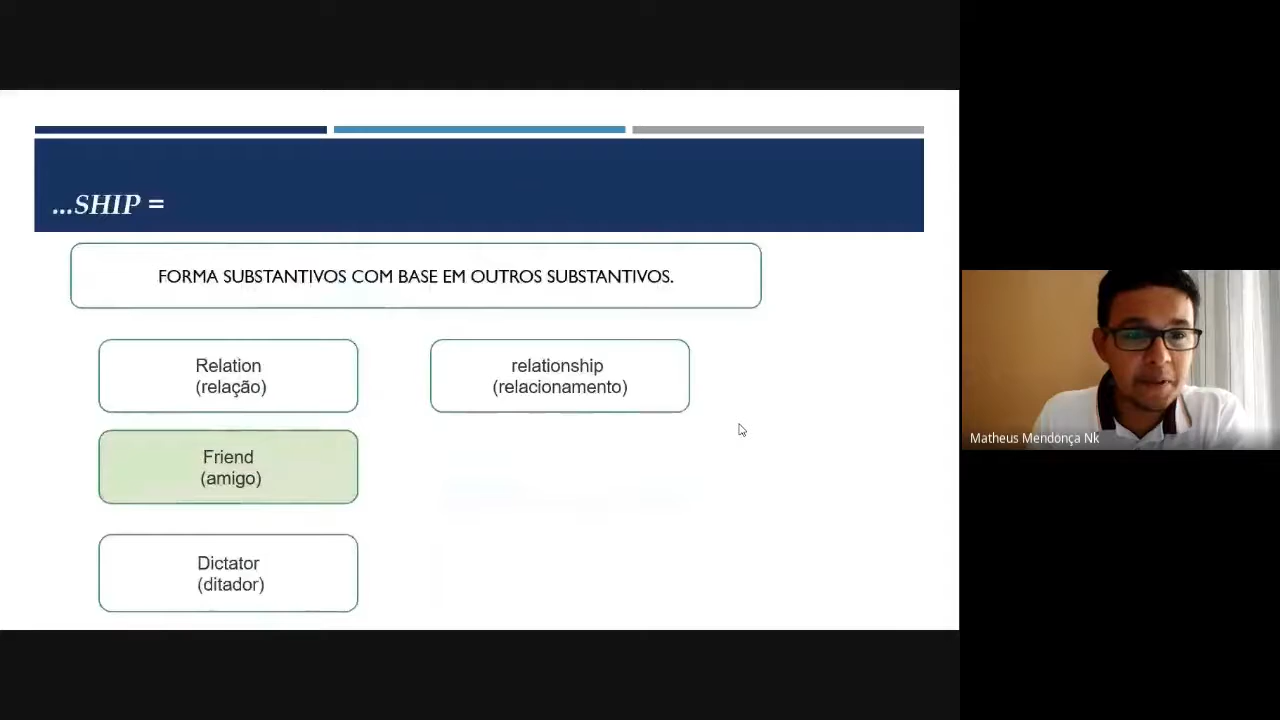 ...SHIP =
FORMA SUBSTANTIVOS COM BASE EM OUTROS SUBSTANTIVOS.
Relation
(relação)
relationship
(relacionamento)
Friend
(amigo)
Dictator
(ditador)
Matheus Mendonça Nk